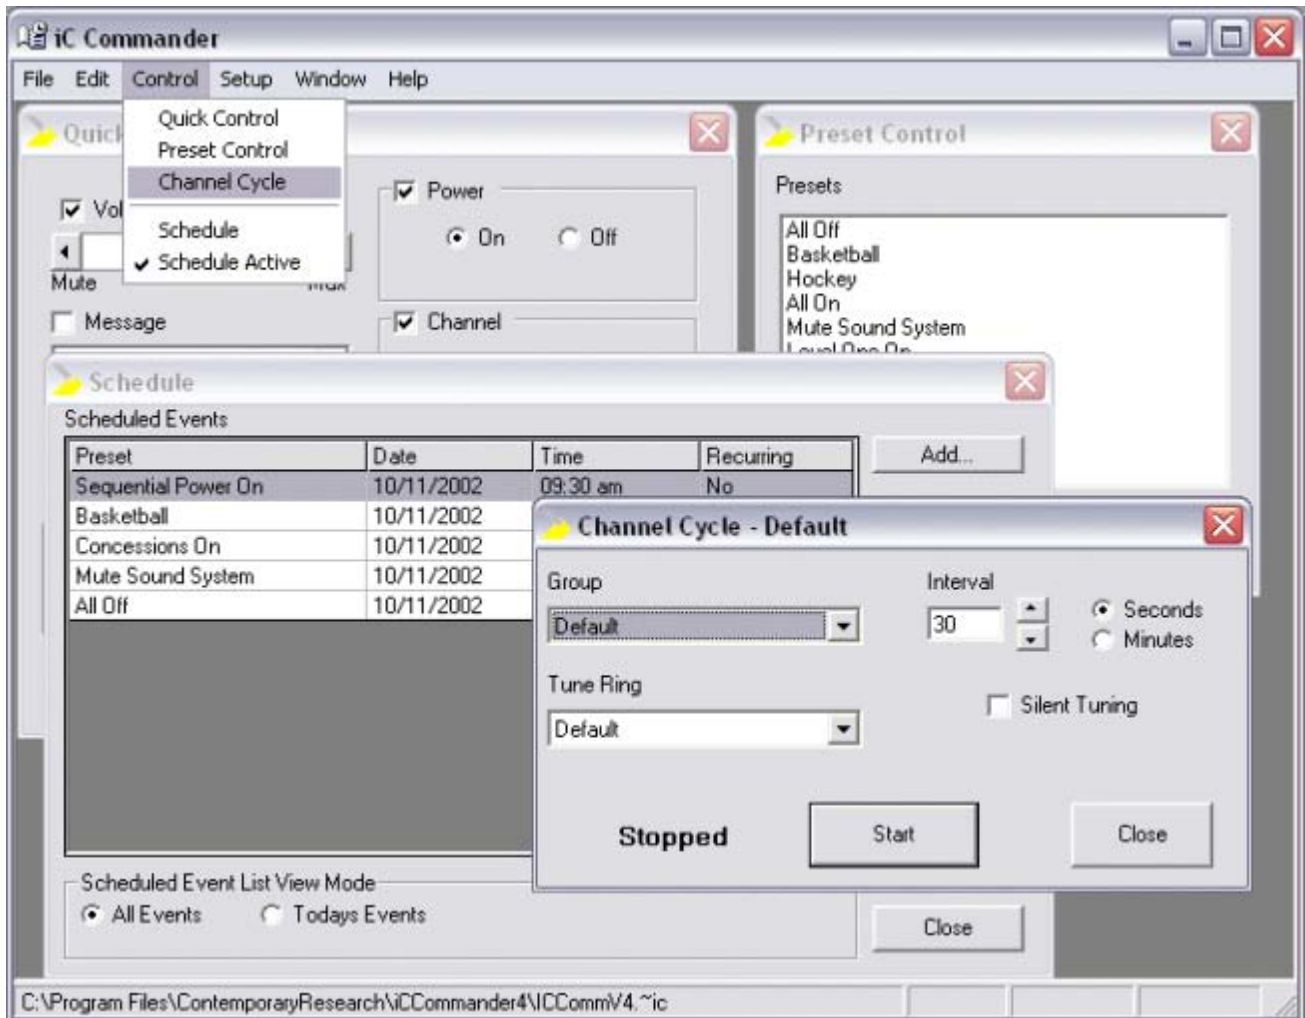 iC Commander
File Edit Control Setup Window Help
Quick Control
Preset Control
Channel Cycle
Schedule
Schedule Active
Quick
Vol
Mute
Message
Power
On Off
Channel
Preset Control
Presets
All Off
Basketball
Hockey
All On
Mute Sound System
Level One On
Schedule
Scheduled Events
Preset Date Time Recurring
Sequential Power On 10/11/2002 09:30 am No
Basketball 10/11/2002
Concessions On 10/11/2002
Mute Sound System 10/11/2002
All Off 10/11/2002
Add...
Scheduled Event List View Mode
All Events Todays Events
Close
Channel Cycle - Default
Group
Default
Interval
30
Seconds
Minutes
Tune Ring
Default
Silent Tuning
Stopped
Start
Close
C:\Program Files\ContemporaryResearch\iCCommander4\ICCommV4.~ic